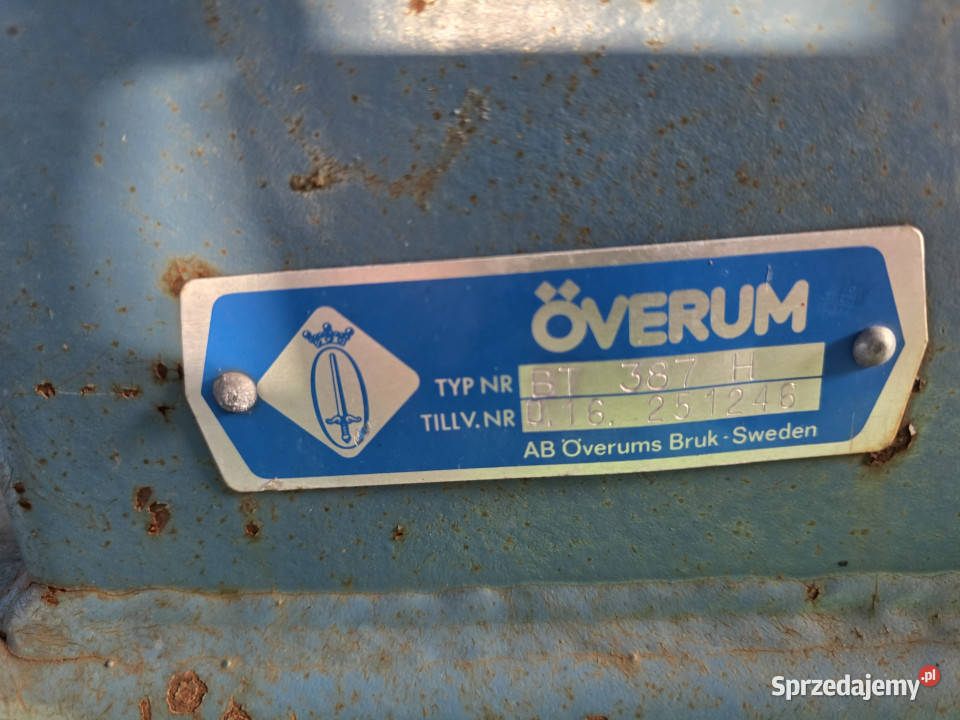 ÖVERUM
TYP NR BT 387 H
TILLV.NR 0.16. 251246
AB Överums Bruk - Sweden
Sprzedajemy.pl